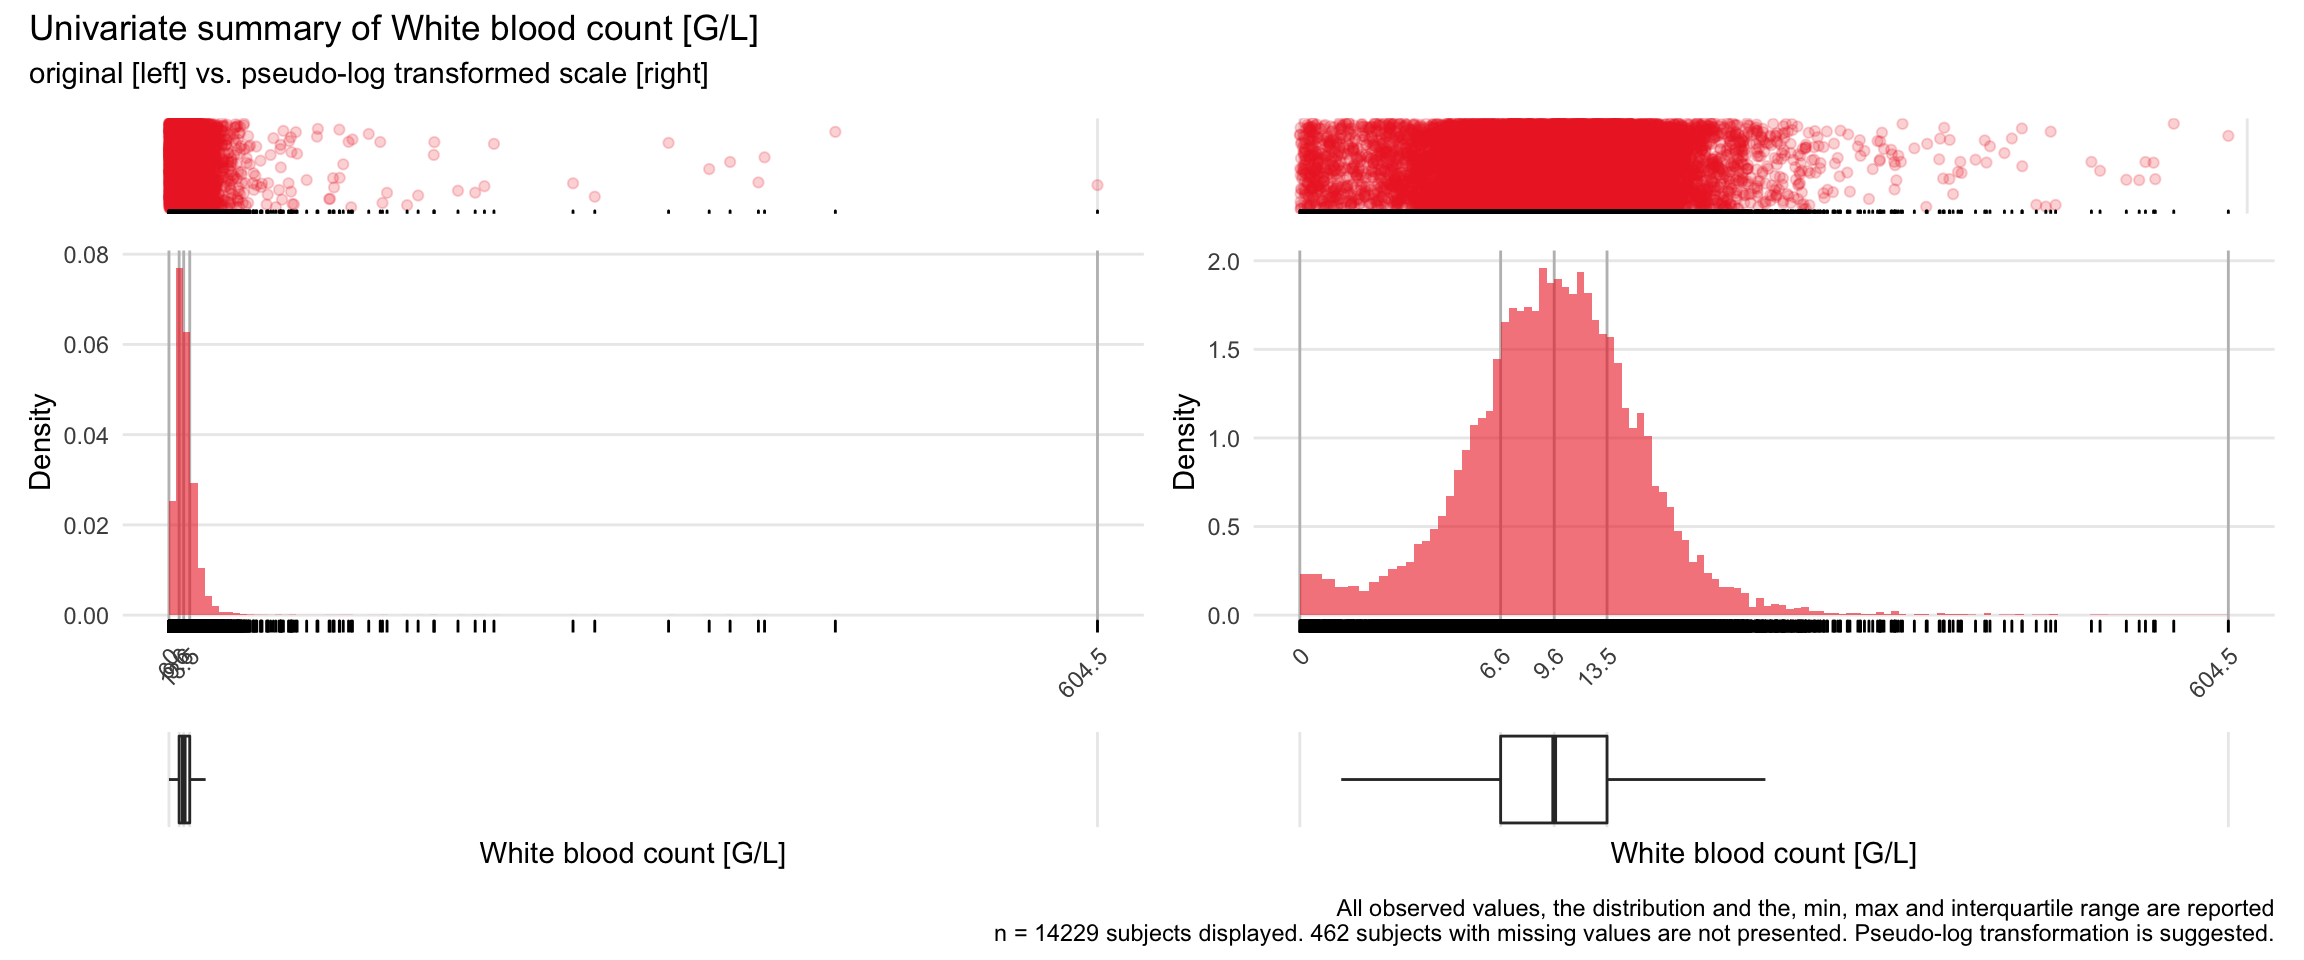 Univariate summary of White blood count [G/L]
original [left] vs. pseudo-log transformed scale [right]
0.08
0.06
0.04
0.02
0.00
Density
604.5
White blood count [G/L]
2.0
1.5
1.0
0.5
0.0
Density
0
6.6
9.6
13.5
604.5
White blood count [G/L]
All observed values, the distribution and the, min, max and interquartile range are reported
n = 14229 subjects displayed. 462 subjects with missing values are not presented. Pseudo-log transformation is suggested.